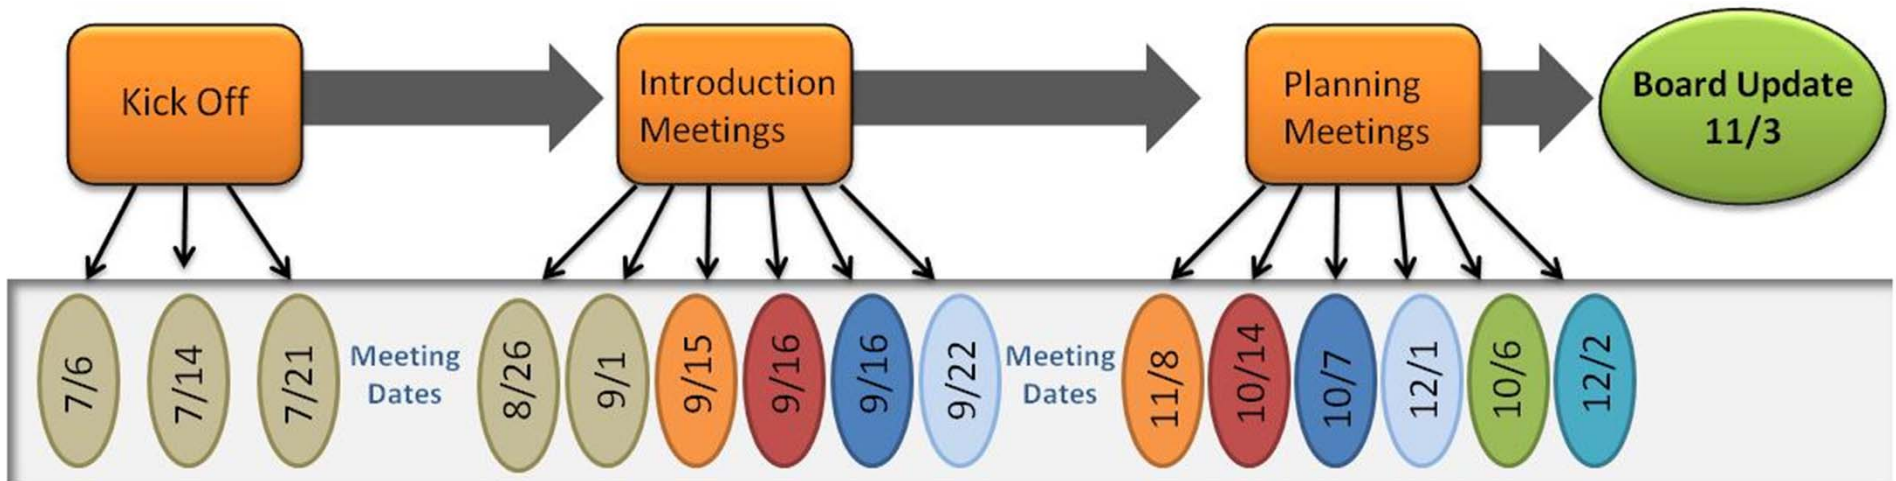 Kick Off
Introduction
Meetings
Planning
Meetings
Board Update
11/3
7/6
7/14
7/21
Meeting
Dates
8/26
9/1
9/15
9/16
9/16
9/22
Meeting
Dates
11/8
10/14
10/7
12/1
10/6
12/2